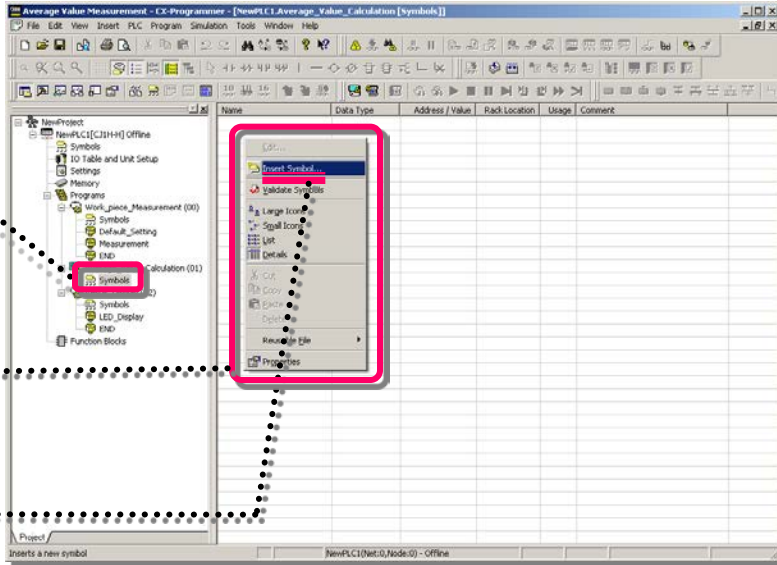 Average Value Measurement - CX-Programmer - [NewPLC1.Average_Value_Calculation [Symbols]]
File Edit View Insert PLC Program Simulation Tools Window Help
Name Data Type Address / Value Rack Location Usage Comment
NewProject
NewPLC1[CJ1H-H] Offline
Symbols
IO Table and Unit Setup
Settings
Memory
Programs
Work_piece_Measurement (00)
Symbols
Default_Setting
Measurement
END
Calculation (01)
Symbols
Symbols
LED_Display
END
Function Blocks
Edit...
Insert Symbol...
Validate Symbols
Large Icons
Small Icons
List
Details
Cut
Copy
Paste
Delete
Reusable File
Properties
Project
Inserts a new symbol
NewPLC1(Net:0,Node:0) - Offline